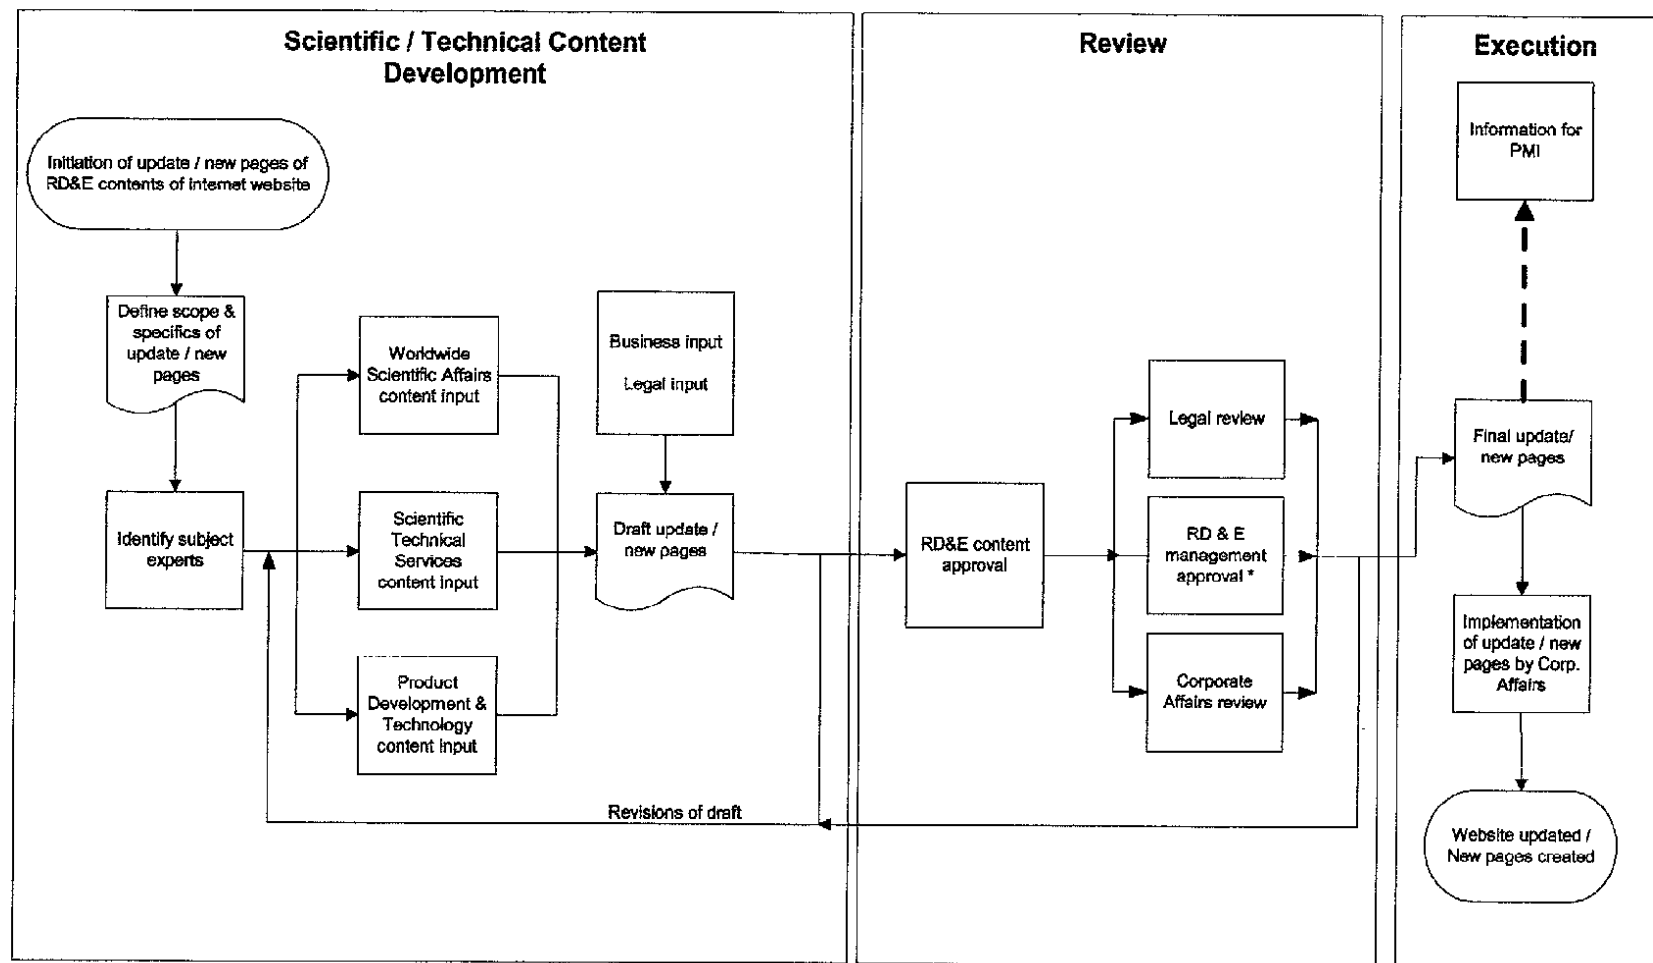 Scientific / Technical Content
Development
Initiation of update / new pages of
RD&E contents of internet website
Define scope &
specifics of
update / new
pages
Identify subject
experts
Worldwide
Scientific Affairs
content input
Scientific
Technical
Services
content input
Product
Development &
Technology
content input
Business input
Legal input
Draft update /
new pages
Revisions of draft
Review
RD&E content
approval
Legal review
RD & E
management
approval *
Corporate
Affairs review
Execution
Information for
PMI
Final update/
new pages
Implementation
of update / new
pages by Corp.
Affairs
Website updated /
New pages created